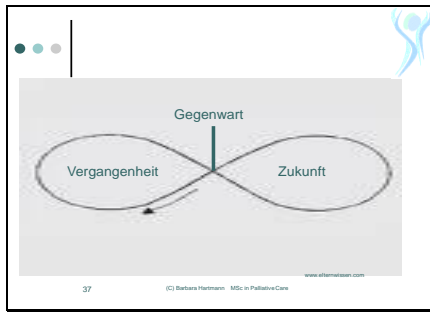 Gegenwart
Vergangenheit Zukunft
www.elternwissen.com
37 (C) Barbara Hartmann MSc in Palliative Care